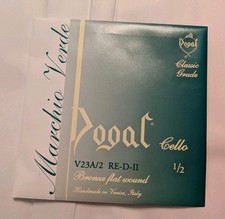 Marchio Verde
Dogal
Classic
Grade
Dogal
Cello
V23A/2 RE-D-II
1/2
Bronze flat wound
Handmade in Venice, Italy